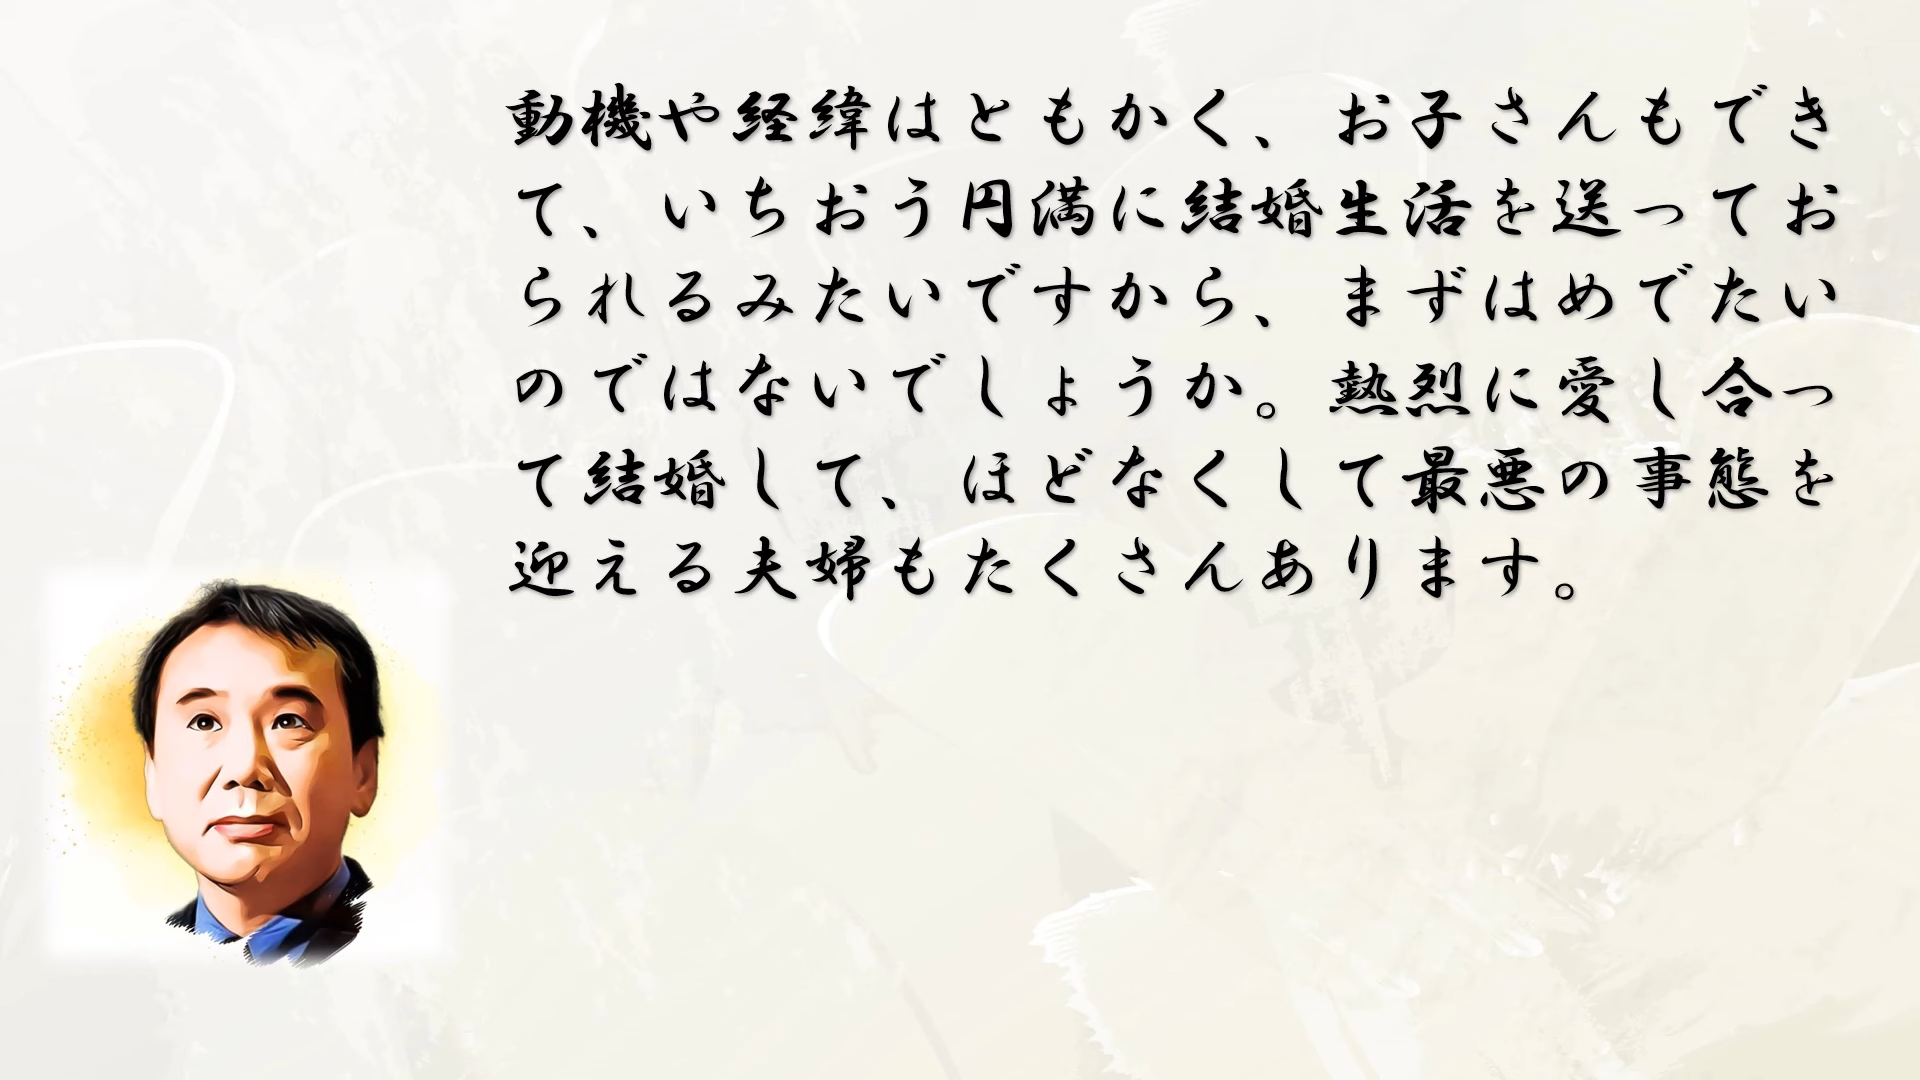 動機や経緯はともかく、お子さんもでき
て、いちおう円満に結婚生活を送ってお
られるみたいですから、まずはめでたい
のではないでしょうか。熱烈に愛し合っ
て結婚して、ほどなくして最悪の事態を
迎える夫婦もたくさんあります。